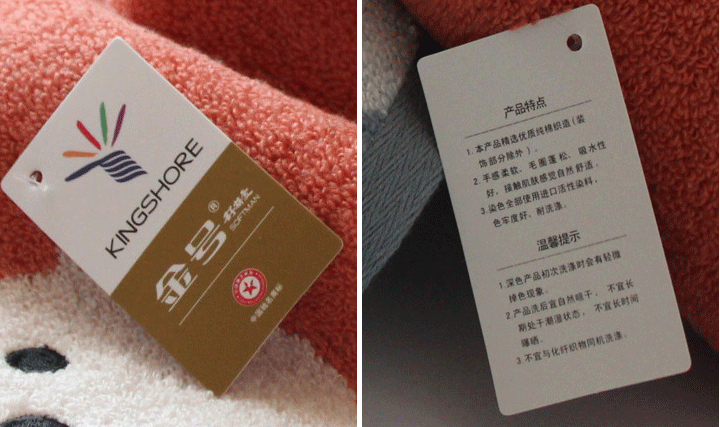 KINGSHORE
金号®
SOFTMAN
中国驰名商标
产品特点
1.本产品精选优质纯棉织造(装
饰部分除外)。
2.手感柔软、毛圈蓬松、吸水性
好、接触肌肤感觉自然舒适。
3.染色全部使用进口活性染料,
色牢度好、耐洗涤。
温馨提示
1.深色产品初次洗涤时会有轻微
掉色现象。
2.产品洗后宜自然晾干,不宜长
期处于潮湿状态,不宜长时间
曝晒。
3.不宜与化纤织物同机洗涤。